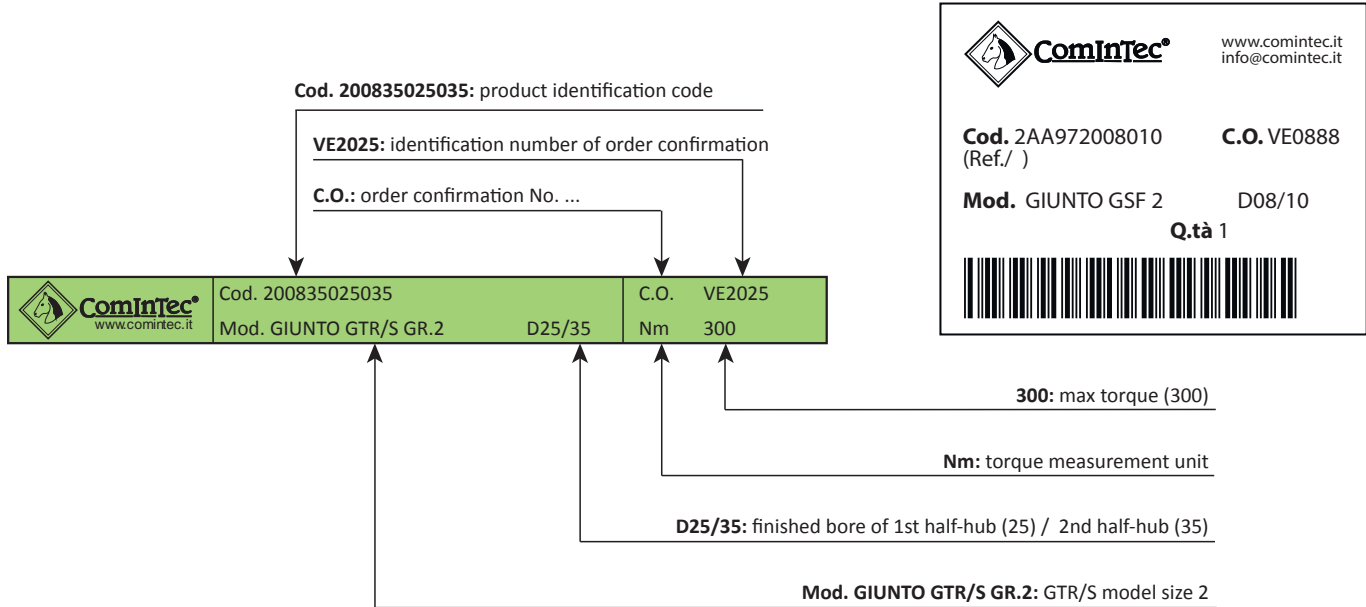 ComInTec®
www.comintec.it
info@comintec.it
Cod. 2AA972008010 C.O. VE0888
(Ref./ )
Mod. GIUNTO GSF 2 D08/10
Q.tà 1
Cod. 200835025035: product identification code
VE2025: identification number of order confirmation
C.O.: order confirmation No. ...
ComInTec®
www.comintec.it
Cod. 200835025035 C.O. VE2025
Mod. GIUNTO GTR/S GR.2 D25/35 Nm 300
300: max torque (300)
Nm: torque measurement unit
D25/35: finished bore of 1st half-hub (25) / 2nd half-hub (35)
Mod. GIUNTO GTR/S GR.2: GTR/S model size 2